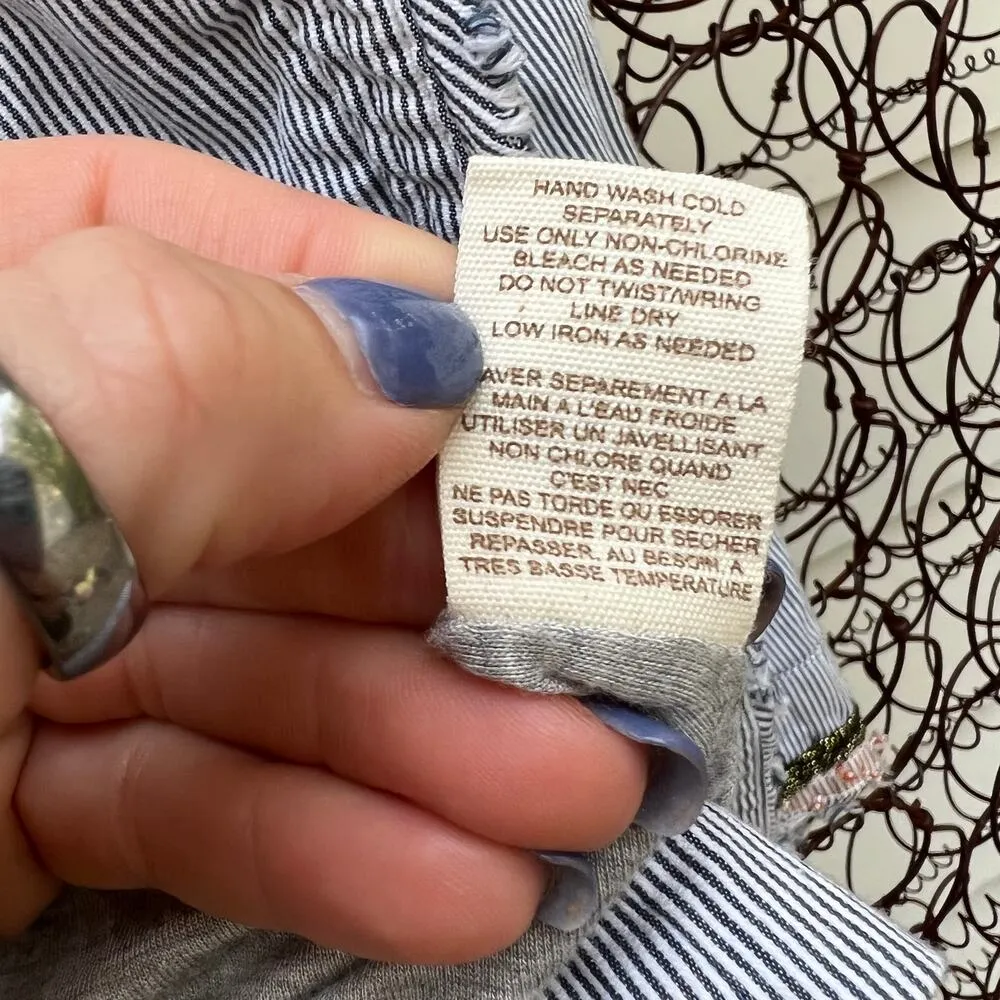 HAND WASH COLD
SEPARATELY
USE ONLY NON-CHLORINE
BLEACH AS NEEDED
DO NOT TWIST/WRING
LINE DRY
LOW IRON AS NEEDED
AVER SEPAREMENT A LA
MAIN A L'EAU FROIDE
UTILISER UN JAVELLISANT
NON CHLORE QUAND
C'EST NEC
NE PAS TORDE OU ESSORER
SUSPENDRE POUR SECHER
REPASSER. AU BESOIN, A
TRES BASSE TEMPERATURE